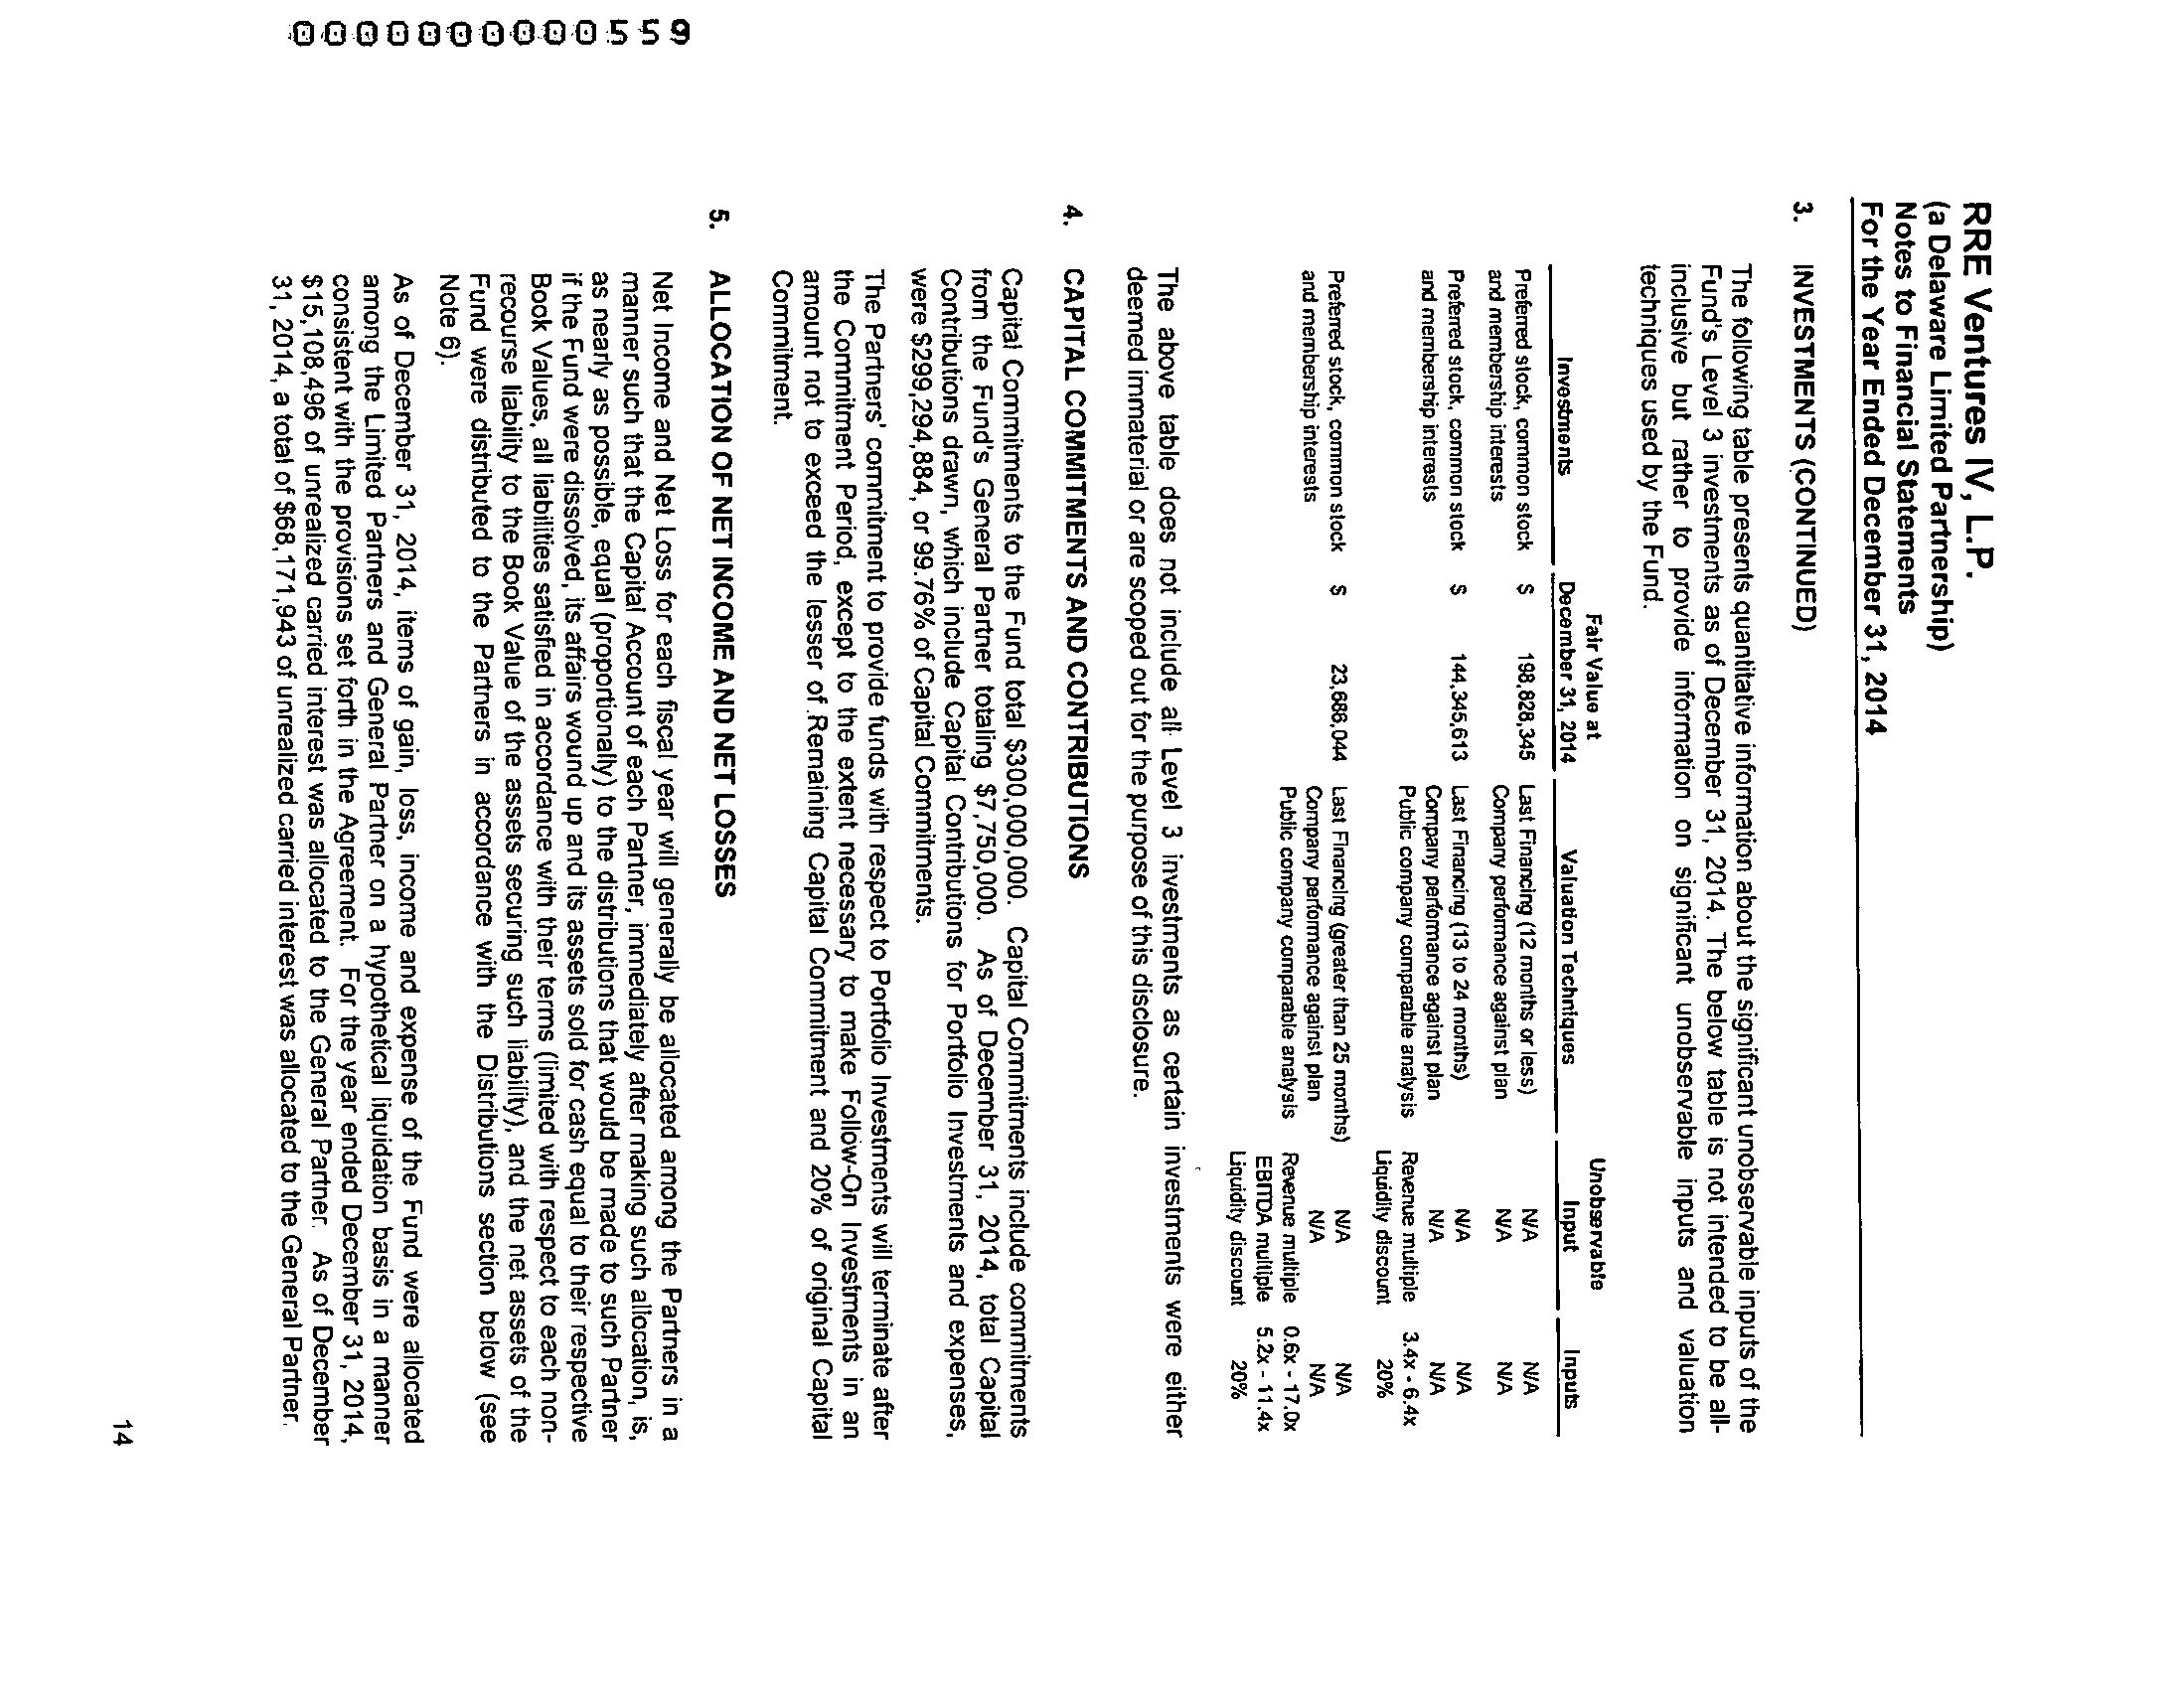 0000000000559
RRE Ventures IV, L.P.
(a Delaware Limited Partnership)
Notes to Financial Statements
For the Year Ended December 31, 2014
3. INVESTMENTS (CONTINUED)
The following table presents quantitative information about the significant unobservable inputs of the
Fund's Level 3 investments as of December 31, 2014. The below table is not intended to be all-
inclusive but rather to provide information on significant unobservable inputs and valuation
techniques used by the Fund.
Fair Value at Unobservable
Investments December 31, 2014 Valuation Techniques Input Inputs
Preferred stock, common stock $ 198,828,345 Last Financing (12 months or less) N/A N/A
and membership interests Company performance against plan N/A N/A
Preferred stock, common stock $ 144,345,613 Last Financing (13 to 24 months) N/A N/A
and membership interests Company performance against plan N/A N/A
Public company comparable analysis Revenue multiple 3.4x - 6.4x
Liquidity discount 20%
Preferred stock, common stock $ 23,686,044 Last Financing (greater than 25 months) N/A N/A
and membership interests Company performance against plan N/A N/A
Public company comparable analysis Revenue multiple 0.6x - 17.0x
EBITDA multiple 5.2x - 11.4x
Liquidity discount 20%
The above table does not include all Level 3 investments as certain investments were either
deemed immaterial or are scoped out for the purpose of this disclosure.
4. CAPITAL COMMITMENTS AND CONTRIBUTIONS
Capital Commitments to the Fund total $300,000,000. Capital Commitments include commitments
from the Fund's General Partner totaling $7,750,000. As of December 31, 2014, total Capital
Contributions drawn, which include Capital Contributions for Portfolio Investments and expenses,
were $299,294,884, or 99.76% of Capital Commitments.
The Partners' commitment to provide funds with respect to Portfolio Investments will terminate after
the Commitment Period, except to the extent necessary to make Follow-On Investments in an
amount not to exceed the lesser of Remaining Capital Commitment and 20% of original Capital
Commitment.
5. ALLOCATION OF NET INCOME AND NET LOSSES
Net Income and Net Loss for each fiscal year will generally be allocated among the Partners in a
manner such that the Capital Account of each Partner, immediately after making such allocation, is,
as nearly as possible, equal (proportionally) to the distributions that would be made to such Partner
if the Fund were dissolved, its affairs wound up and its assets sold for cash equal to their respective
Book Values, all liabilities satisfied in accordance with their terms (limited with respect to each non-
recourse liability to the Book Value of the assets securing such liability), and the net assets of the
Fund were distributed to the Partners in accordance with the Distributions section below (see
Note 6).
As of December 31, 2014, items of gain, loss, income and expense of the Fund were allocated
among the Limited Partners and General Partner on a hypothetical liquidation basis in a manner
consistent with the provisions set forth in the Agreement. For the year ended December 31, 2014,
$15,108,496 of unrealized carried interest was allocated to the General Partner. As of December
31, 2014, a total of $68,171,943 of unrealized carried interest was allocated to the General Partner.
14